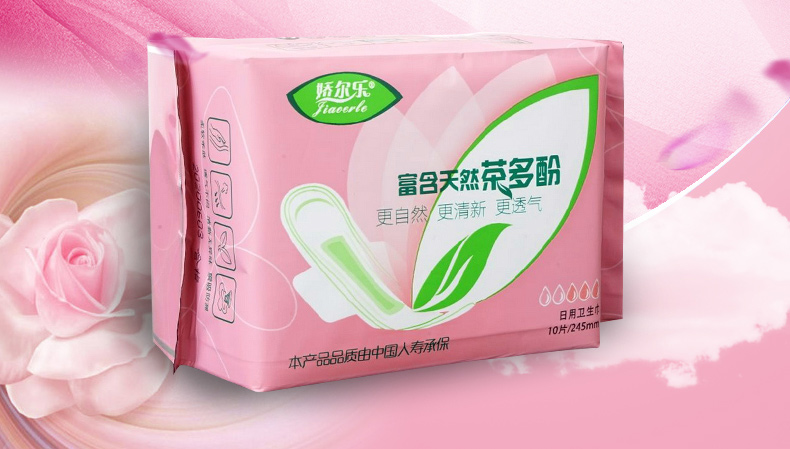 娇尔乐
Jiaoerle
富含天然茶多酚
更自然 更清新 更透气
日用卫生巾
10片/245mm
本产品品质由中国人寿承保